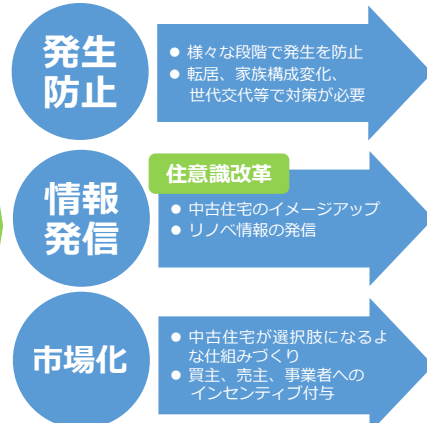 発生
防止
● 様々な段階で発生を防止
● 転居、家族構成変化、
世代交代等で対策が必要
住意識改革
情報
発信
● 中古住宅のイメージアップ
● リノベ情報の発信
市場化
● 中古住宅が選択肢になるよ
うな仕組みづくり
● 買主、売主、事業者への
インセンティブ付与